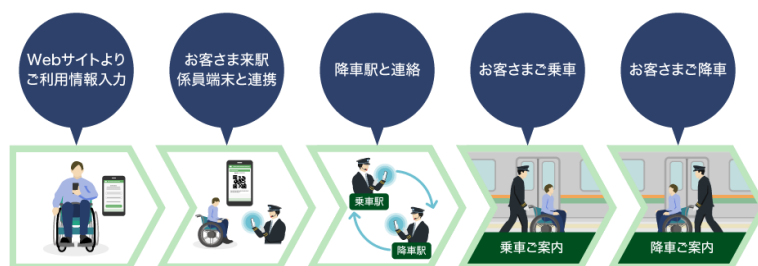 Webサイトより
ご利用情報入力
お客さま来駅
係員端末と連携
降車駅と連絡
お客さまご乗車
お客さまご降車
乗車駅
降車駅
乗車ご案内
降車ご案内